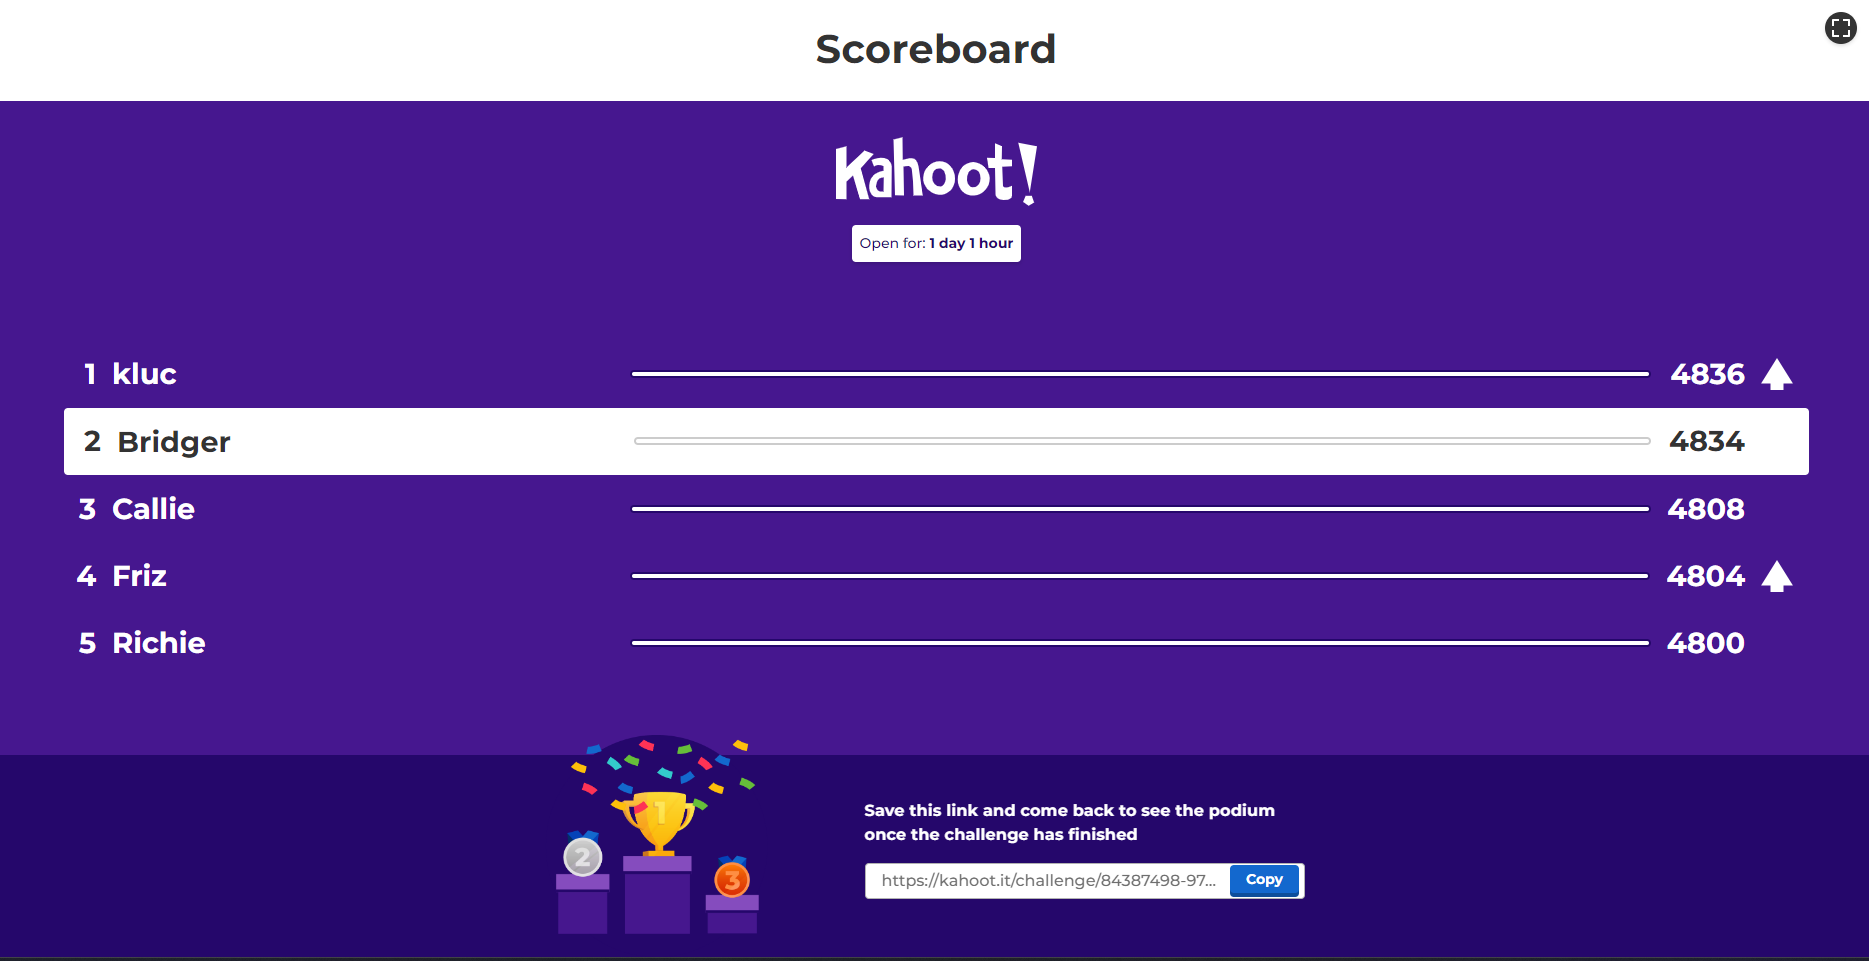 Scoreboard
Kahoot!
Open for: 1 day 1 hour
1 kluc 4836
2 Bridger 4834
3 Callie 4808
4 Friz 4804
5 Richie 4800
1
2
3
Save this link and come back to see the podium
once the challenge has finished
https://kahoot.it/challenge/84387498-97... Copy